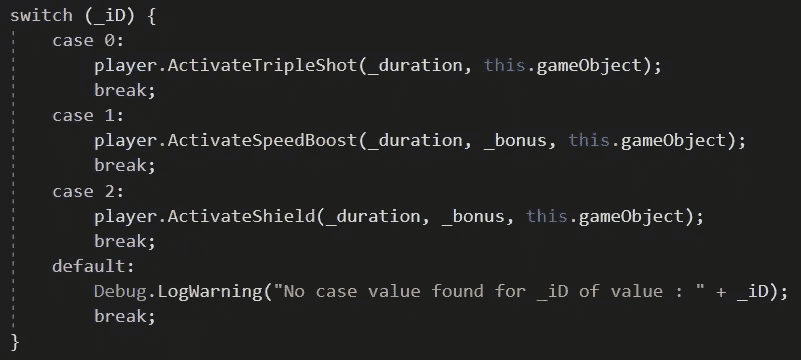 switch (_iD) {
    case 0:
        player.ActivateTripleShot(_duration, this.gameObject);
        break;
    case 1:
        player.ActivateSpeedBoost(_duration, _bonus, this.gameObject);
        break;
    case 2:
        player.ActivateShield(_duration, _bonus, this.gameObject);
        break;
    default:
        Debug.LogWarning("No case value found for _iD of value : " + _iD);
        break;
}